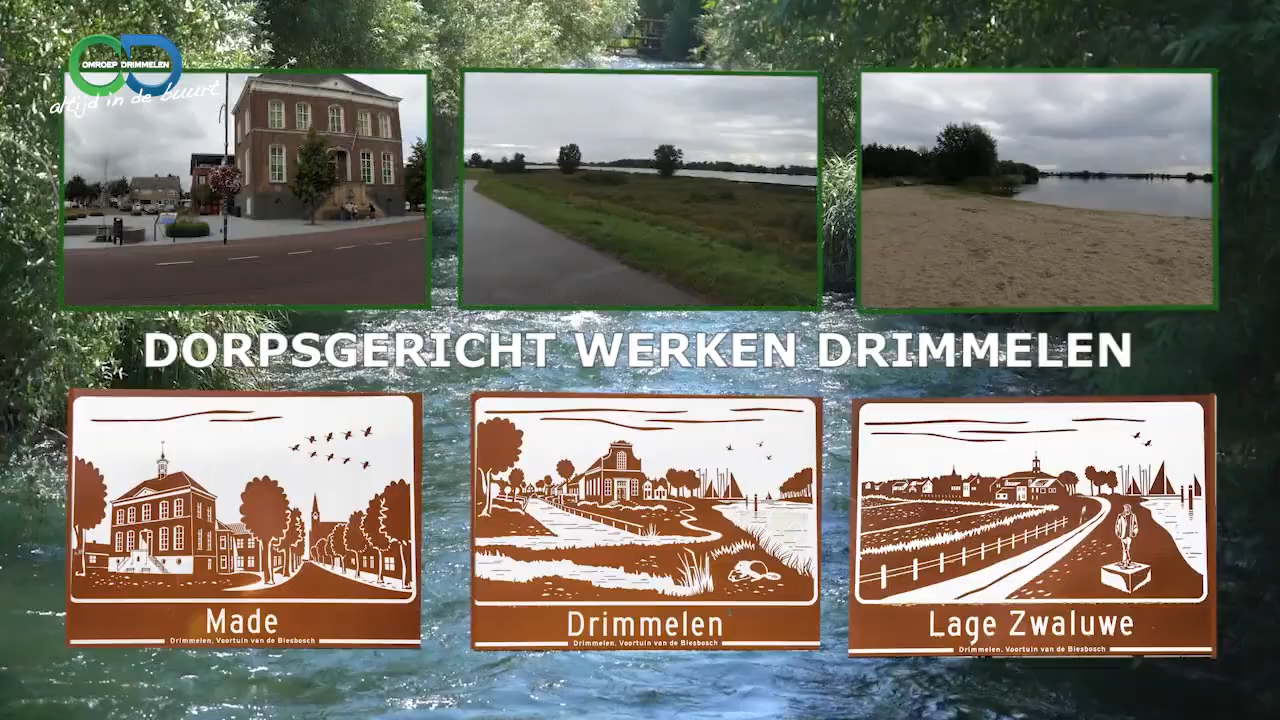 OMROEP DRIMMELEN
altijd in de buurt
DORPSGERICHT WERKEN DRIMMELEN
Made
Drimmelen, Voortuin van de Biesbosch
Drimmelen
Drimmelen, Voortuin van de Biesbosch
Lage Zwaluwe
Drimmelen, Voortuin van de Biesbosch